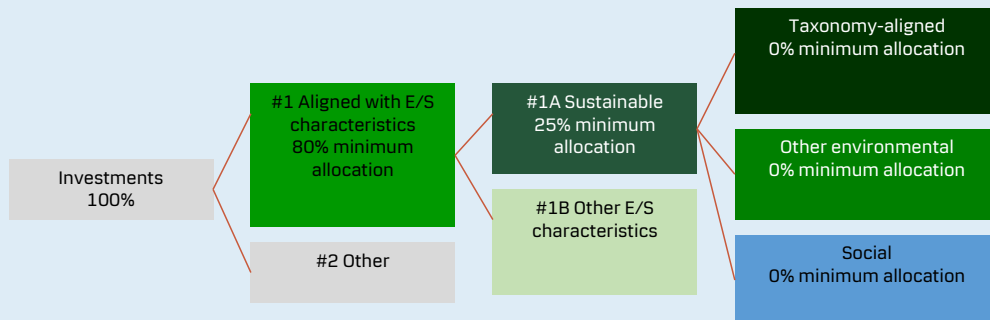 Investments
100%
#1 Aligned with E/S
characteristics
80% minimum
allocation
#2 Other
#1A Sustainable
25% minimum
allocation
#1B Other E/S
characteristics
Taxonomy-aligned
0% minimum allocation
Other environmental
0% minimum allocation
Social
0% minimum allocation